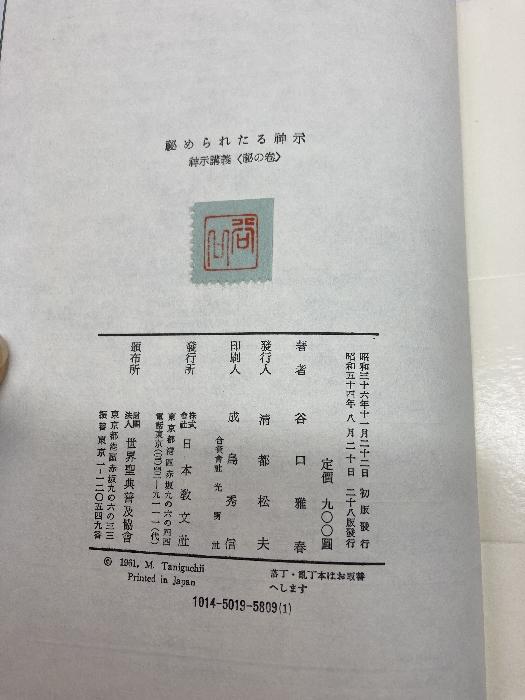 秘められたる神示
神示講義〈秘の巻〉
谷口
昭和三十六年十一月二十二日 初版發行
昭和五十四年八月二十日 二十八版發行
定價 九〇〇圓
著者 谷口雅春
發行人 清都松夫
印刷人 成島秀信
合資會社 光明社
發行所 株式會社 日本教文社
東京都港區赤坂九の六の四四
電話東京(四〇一)九一一一(代)
頒布所 財團法人 世界聖典普及協會
東京都港區赤坂九の六の三三
振替東京一一二〇五四九番
© 1961, M. Taniguchii
Printed in Japan
落丁・亂丁本はお取替
へします
1014-5019-5809(1)